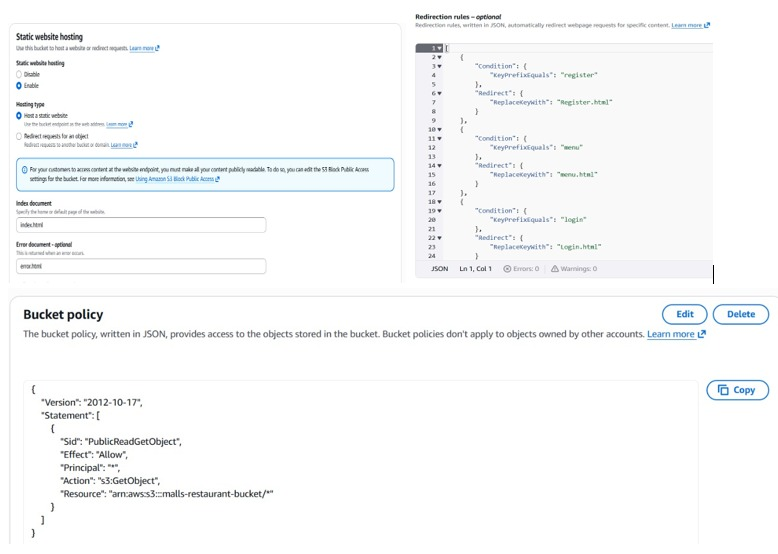 Static website hosting
Use this bucket to host a website or redirect requests. Learn more
Static website hosting
Disable
Enable
Hosting type
Host a static website
Use the bucket endpoint as the web address. Learn more
Redirect requests for an object
Redirect requests to another bucket or domain. Learn more
For your customers to access content at the website endpoint, you must make all your content publicly readable. To do so, you can edit the S3 Block Public Access
settings for the bucket. For more information, see Using Amazon S3 Block Public Access
Index document
Specify the home or default page of the website.
index.html
Error document – optional
This is returned when an error occurs.
error.html
Redirection rules – optional
Redirection rules, written in JSON, automatically redirect webpage requests for specific content. Learn more
1 [
2 {
3 "Condition": {
4 "KeyPrefixEquals": "register"
5 },
6 "Redirect": {
7 "ReplaceKeyWith": "Register.html"
8 }
9 },
10 {
11 "Condition": {
12 "KeyPrefixEquals": "menu"
13 },
14 "Redirect": {
15 "ReplaceKeyWith": "menu.html"
16 }
17 },
18 {
19 "Condition": {
20 "KeyPrefixEquals": "login"
21 },
22 "Redirect": {
23 "ReplaceKeyWith": "Login.html"
24 }
JSON Ln 1, Col 1 Errors: 0 Warnings: 0
Bucket policy
Edit
Delete
The bucket policy, written in JSON, provides access to the objects stored in the bucket. Bucket policies don't apply to objects owned by other accounts. Learn more
Copy
{
"Version": "2012-10-17",
"Statement": [
{
"Sid": "PublicReadGetObject",
"Effect": "Allow",
"Principal": "*",
"Action": "s3:GetObject",
"Resource": "arn:aws:s3:::malls-restaurant-bucket/*"
}
]
}